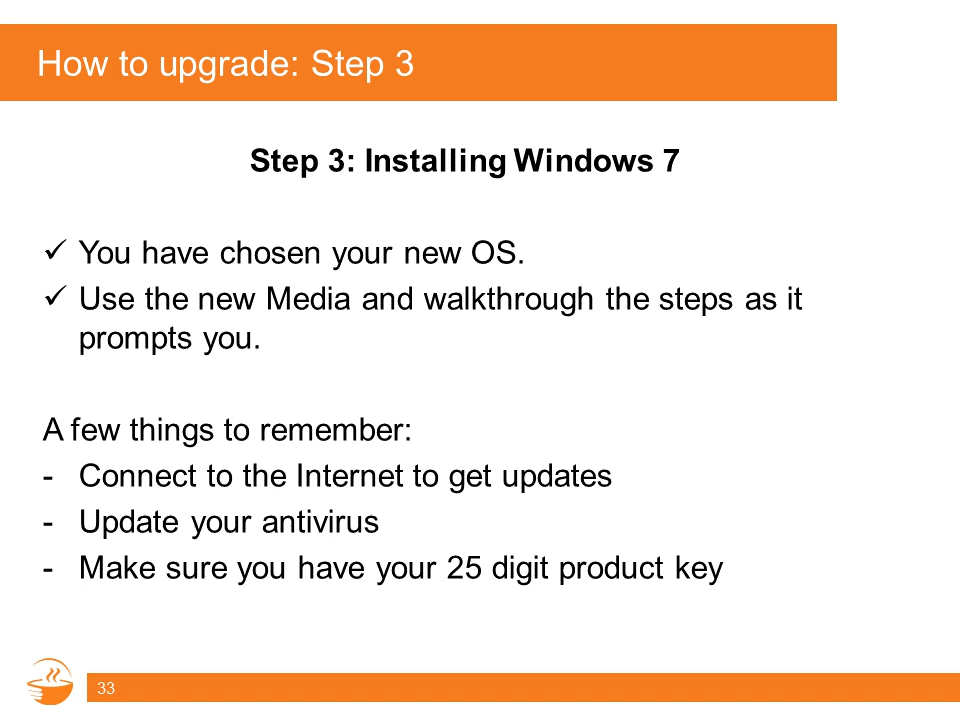 How to upgrade: Step 3
Step 3: Installing Windows 7
✓ You have chosen your new OS.
✓ Use the new Media and walkthrough the steps as it
prompts you.
A few things to remember:
- Connect to the Internet to get updates
- Update your antivirus
- Make sure you have your 25 digit product key
33